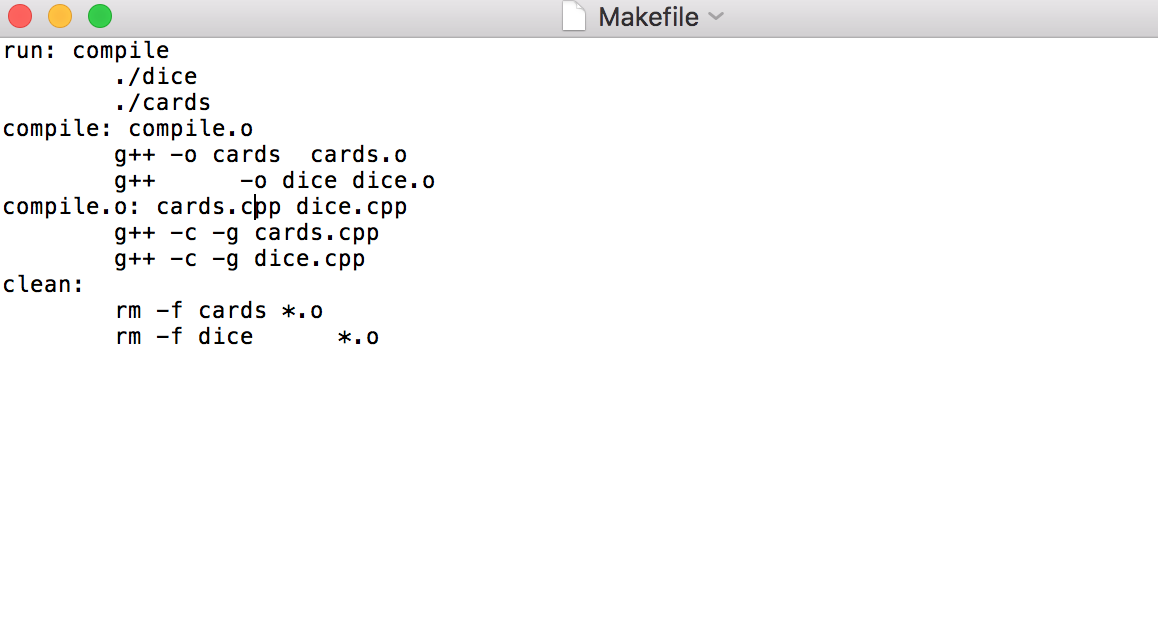 Makefile
run: compile
        ./dice
        ./cards
compile: compile.o
        g++ -o cards  cards.o
        g++      -o dice dice.o
compile.o: cards.cpp dice.cpp
        g++ -c -g cards.cpp
        g++ -c -g dice.cpp
clean:
        rm -f cards *.o
        rm -f dice      *.o